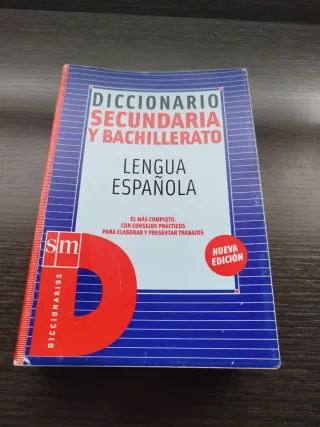 DICCIONARIO
SECUNDARIA
Y BACHILLERATO
LENGUA
ESPAÑOLA
EL MÁS COMPLETO,
CON CONSEJOS PRÁCTICOS
PARA ELABORAR Y PRESENTAR TRABAJOS
NUEVA
EDICIÓN
sm
DICCIONARIOS
D